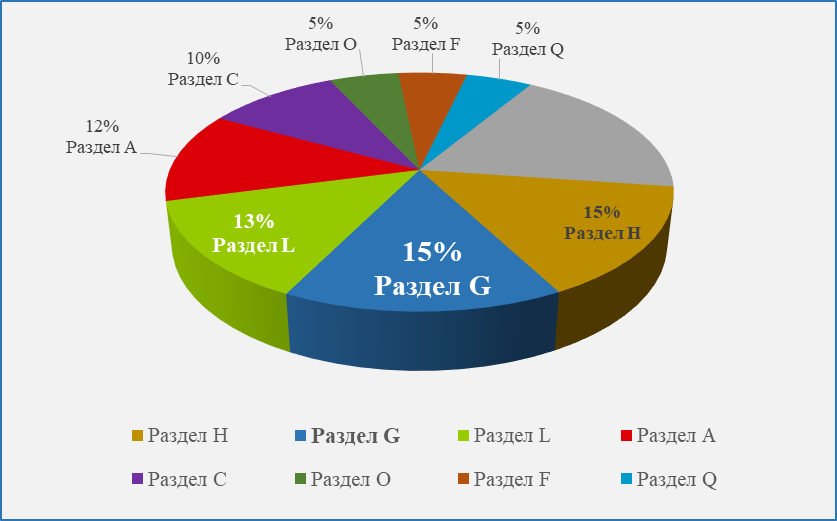 5%
Раздел O
5%
Раздел F
5%
Раздел Q
10%
Раздел C
12%
Раздел A
13%
Раздел L
15%
Раздел G
15%
Раздел H
Раздел H
Раздел G
Раздел L
Раздел A
Раздел C
Раздел O
Раздел F
Раздел Q